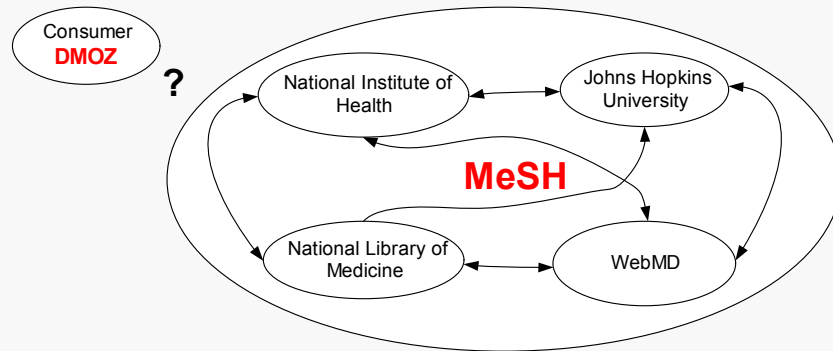 Consumer
DMOZ
?
National Institute of
Health
Johns Hopkins
University
MeSH
National Library of
Medicine
WebMD